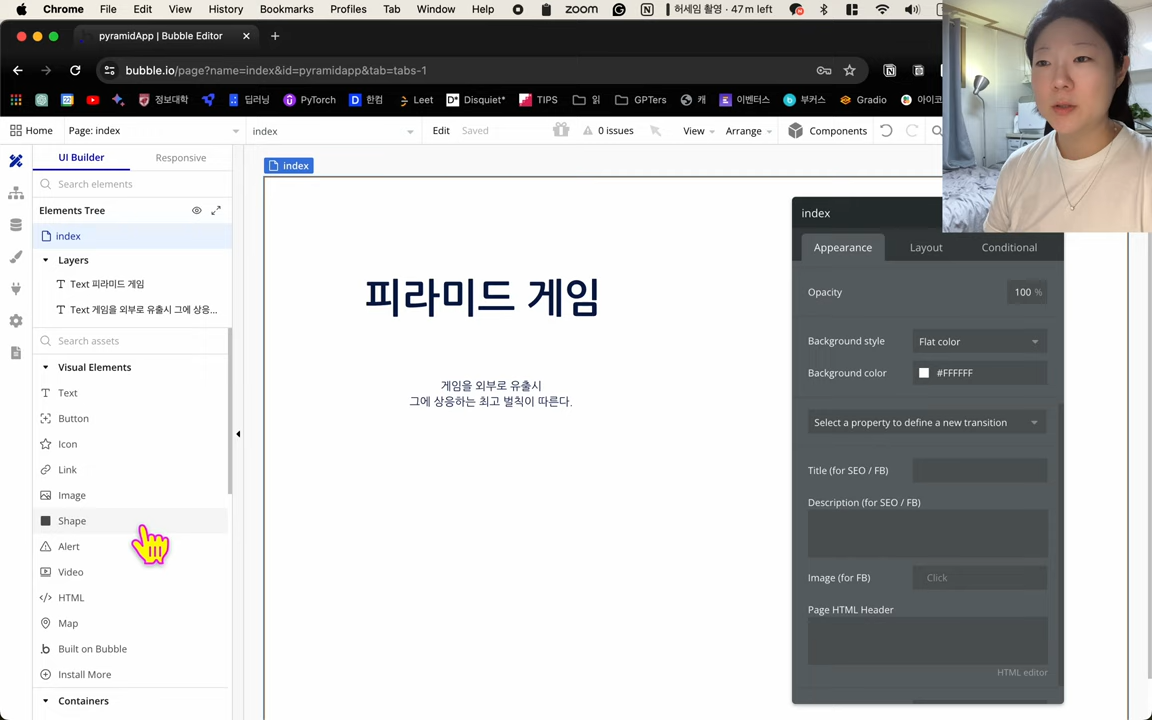 Chrome File Edit View History Bookmarks Profiles Tab Window Help zoom 허세임 촬영 · 47 m left
pyramidApp | Bubble Editor
bubble.io/page?name=index&id=pyramidapp&tab=tabs-1
정보대학 딥러닝 PyTorch 한컴 Leet Disquiet* TIPS 읽 GPTers 캐 이벤터스 부커스 Gradio 아이코
Home Page: index index Edit Saved 0 issues View Arrange Components
UI Builder Responsive
index
Search elements
Elements Tree
index
index
Appearance Layout Conditional
Layers
Text 피라미드 게임
Opacity 100 %
피라미드 게임
Text 게임을 외부로 유출시 그에 상응...
Search assets
Background style Flat color
Visual Elements
Background color #FFFFFF
Text
게임을 외부로 유출시
그에 상응하는 최고 벌칙이 따른다.
Button
Select a property to define a new transition
Icon
Link
Title (for SEO / FB)
Image
Description (for SEO / FB)
Shape
Alert
Video
Image (for FB) Click
HTML
Page HTML Header
Map
Built on Bubble
HTML editor
Install More
Containers